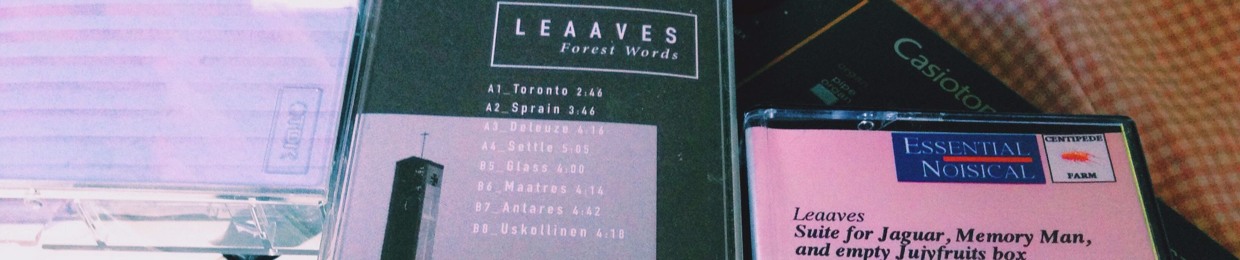 LEAAVES
Forest Words
A1_Toronto 2:46
A2_Sprain 3:46
A3_Deleuze 4:16
A4_Settle 5:05
B5_Glass 4:00
B6_Maatres 4:14
B7_Antares 4:42
B8_Uskollinen 4:18
pipe
organ
ESSENTIAL
NOISICAL
CENTIPEDE
FARM
Leaaves
Suite for Jaguar, Memory Man,
and empty Jujyfruits box